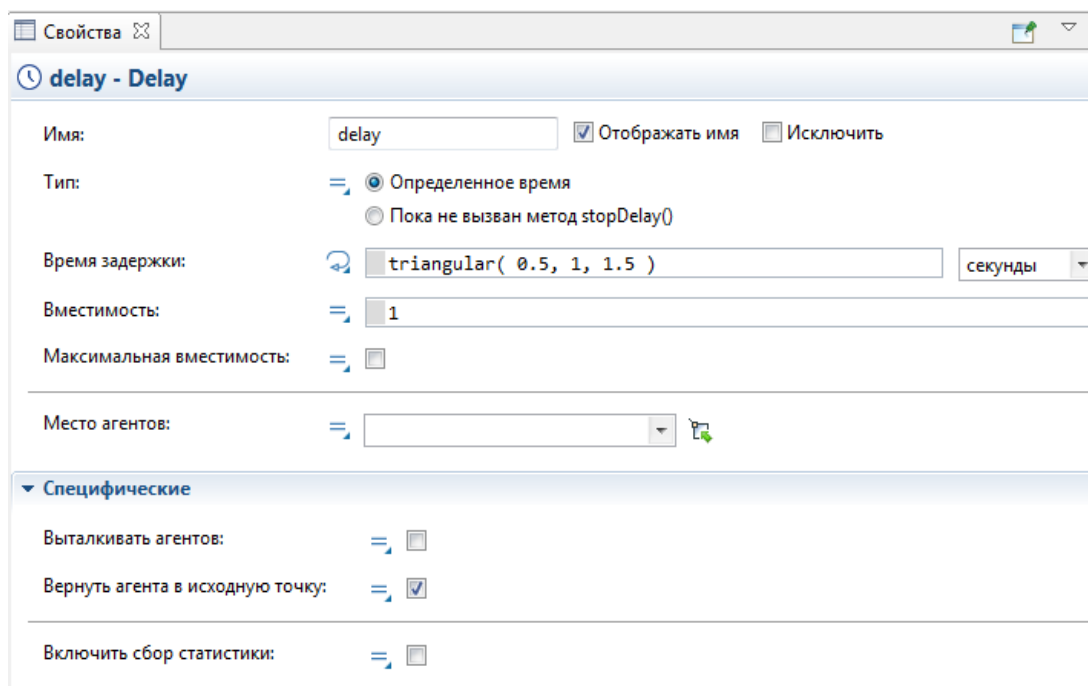 Свойства
delay - Delay
Имя: delay Отображать имя Исключить
Тип: Определенное время
Пока не вызван метод stopDelay()
Время задержки: triangular( 0.5, 1, 1.5 ) секунды
Вместимость: 1
Максимальная вместимость:
Место агентов:
Специфические
Выталкивать агентов:
Вернуть агента в исходную точку:
Включить сбор статистики: